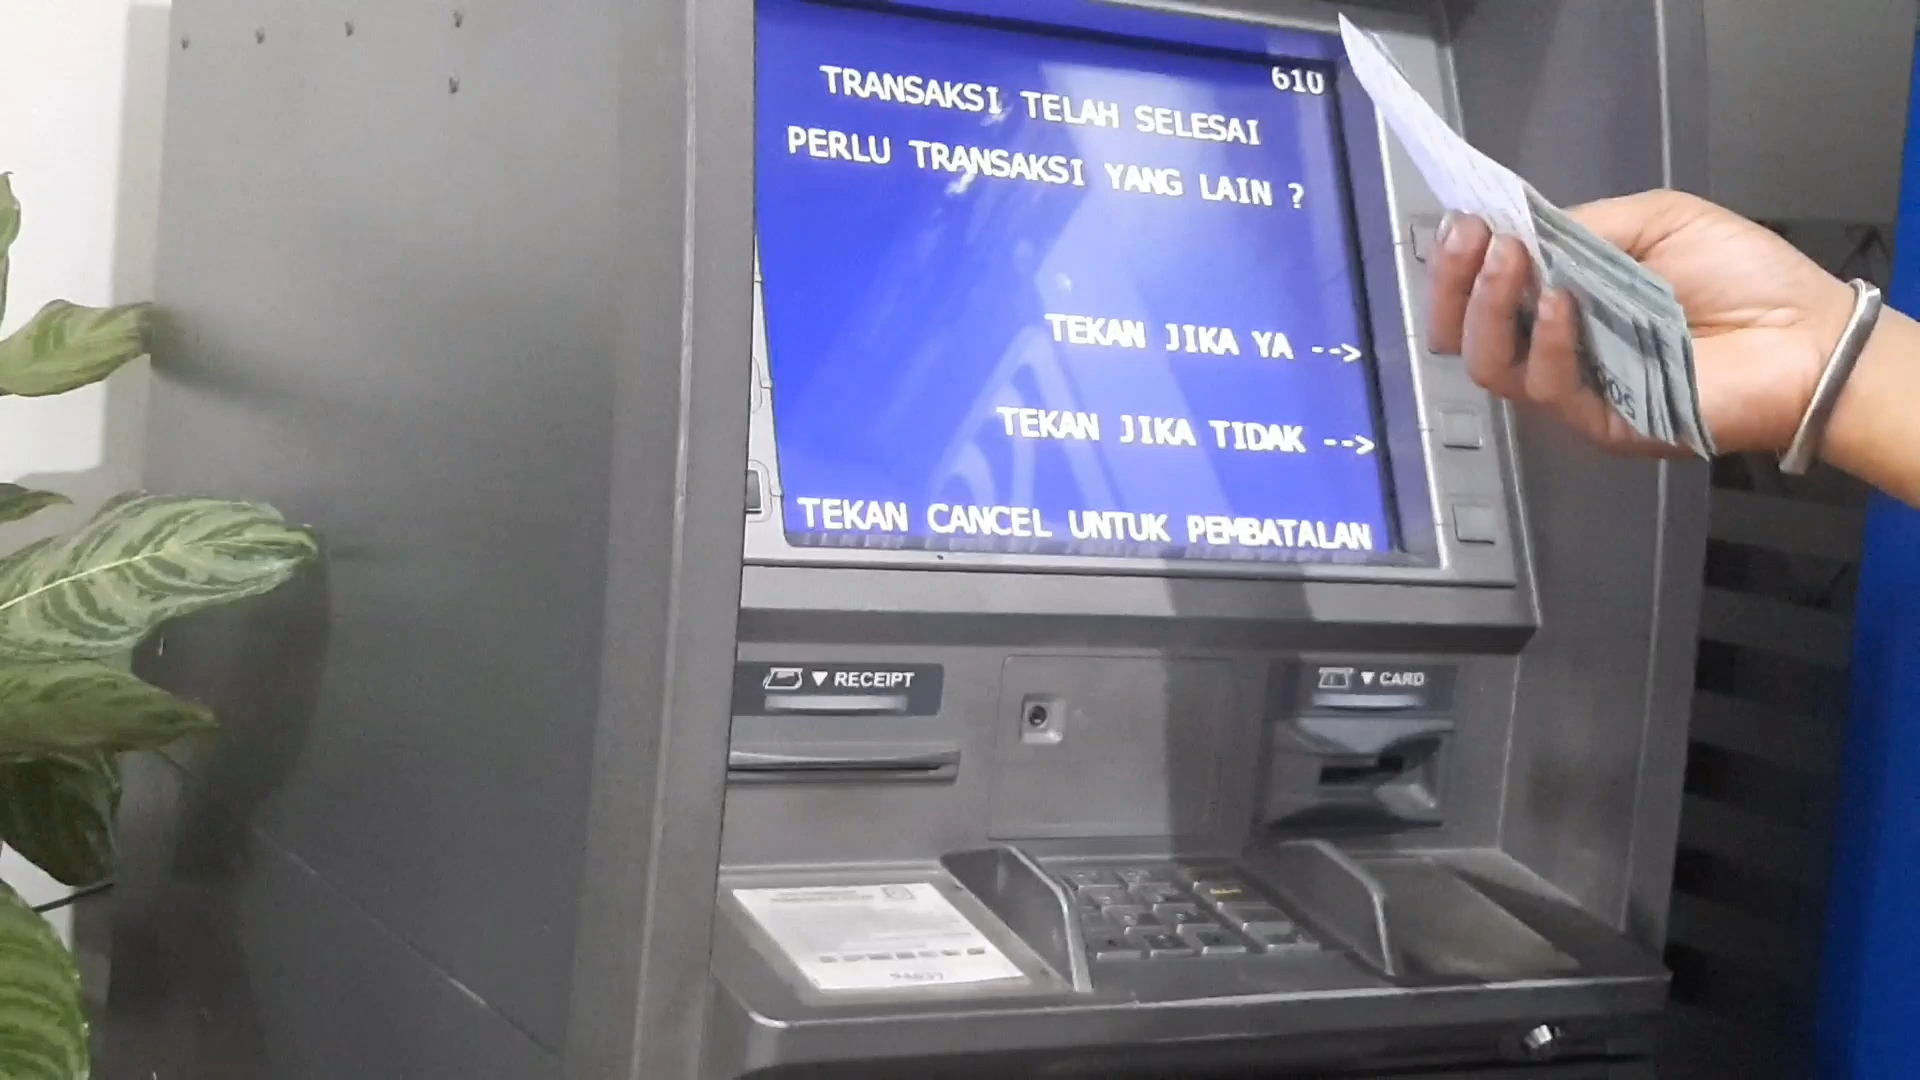 610
TRANSAKSI TELAH SELESAI
PERLU TRANSAKSI YANG LAIN ?
TEKAN JIKA YA -->
TEKAN JIKA TIDAK -->
TEKAN CANCEL UNTUK PEMBATALAN
▼ RECEIPT
▼ CARD